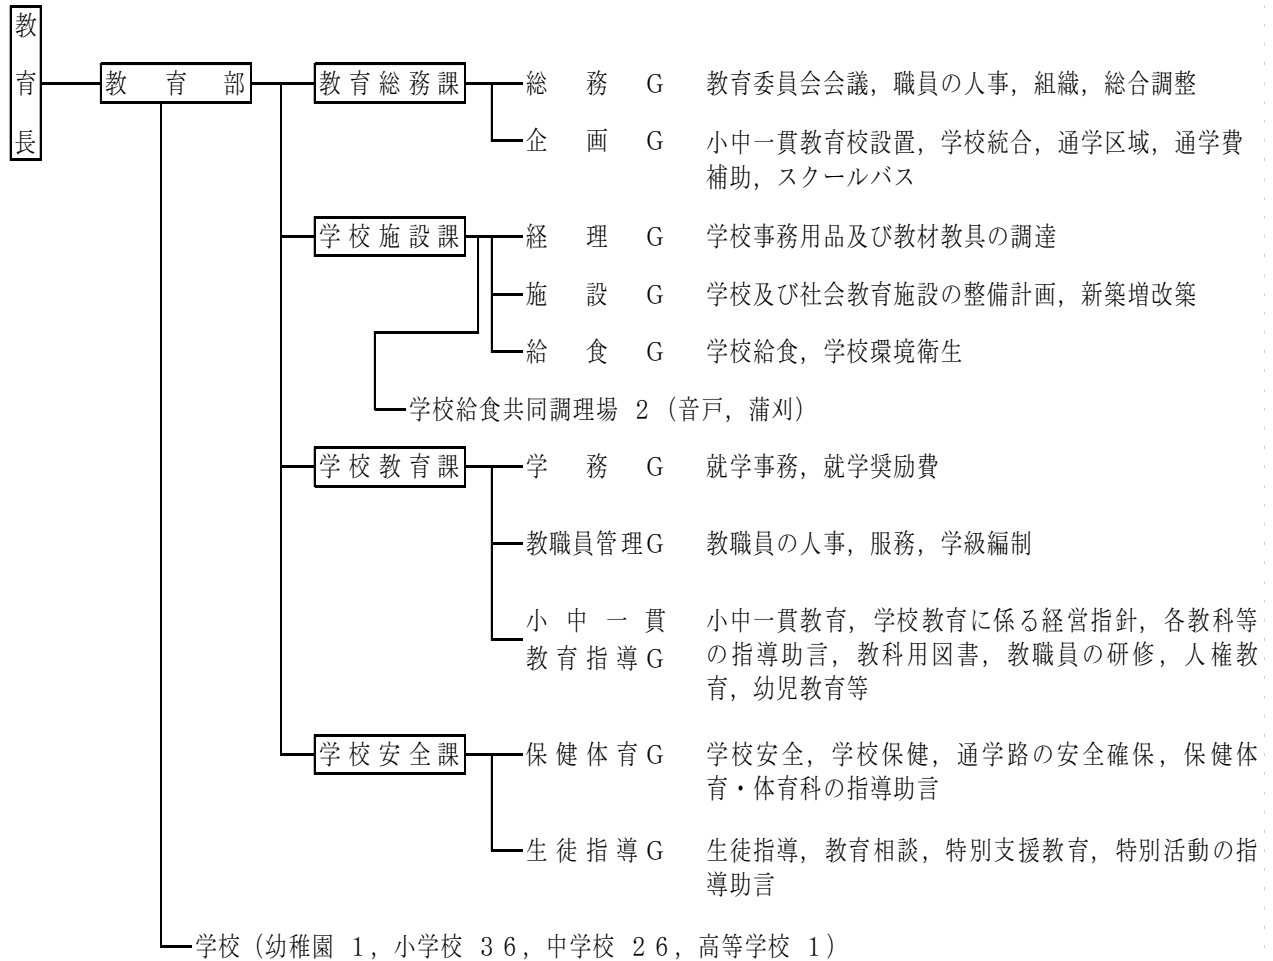 教育長
教育部 教育総務課 総務G 教育委員会会議，職員の人事，組織，総合調整
企画G 小中一貫教育校設置，学校統合，通学区域，通学費
補助，スクールバス
学校施設課 経理G 学校事務用品及び教材教具の調達
施設G 学校及び社会教育施設の整備計画，新築増改築
給食G 学校給食，学校環境衛生
学校給食共同調理場 2（音戸，蒲刈）
学校教育課 学務G 就学事務，就学奨励費
教職員管理G 教職員の人事，服務，学級編制
小中一貫 小中一貫教育，学校教育に係る経営指針，各教科等
教育指導G の指導助言，教科用図書，教職員の研修，人権教
育，幼児教育等
学校安全課 保健体育G 学校安全，学校保健，通学路の安全確保，保健体
育・体育科の指導助言
生徒指導G 生徒指導，教育相談，特別支援教育，特別活動の指
導助言
学校（幼稚園 1，小学校 36，中学校 26，高等学校 1）